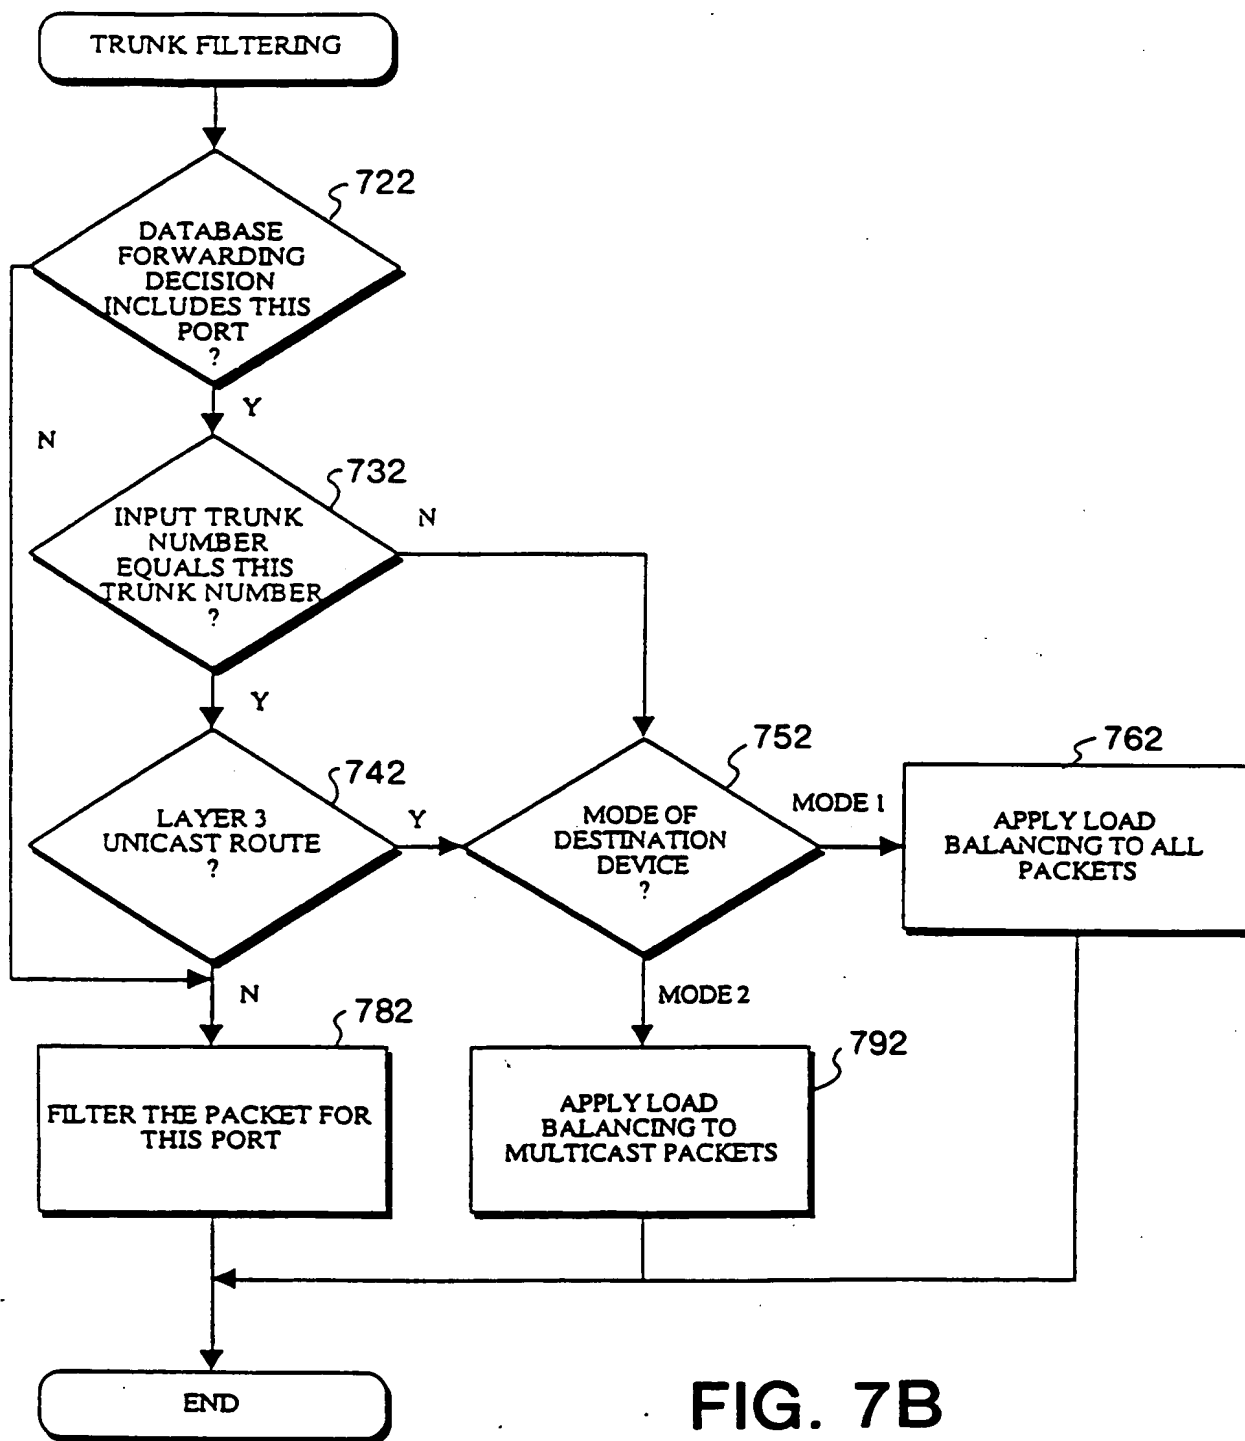 TRUNK FILTERING
722
DATABASE
FORWARDING
DECISION
INCLUDES THIS
PORT
?
Y
N
732
INPUT TRUNK
NUMBER
EQUALS THIS
TRUNK NUMBER
?
N
Y
742
LAYER 3
UNICAST ROUTE
?
Y
752
MODE OF
DESTINATION
DEVICE
?
MODE 1
762
APPLY LOAD
BALANCING TO ALL
PACKETS
N
MODE 2
782
FILTER THE PACKET FOR
THIS PORT
792
APPLY LOAD
BALANCING TO
MULTICAST PACKETS
END
FIG. 7B